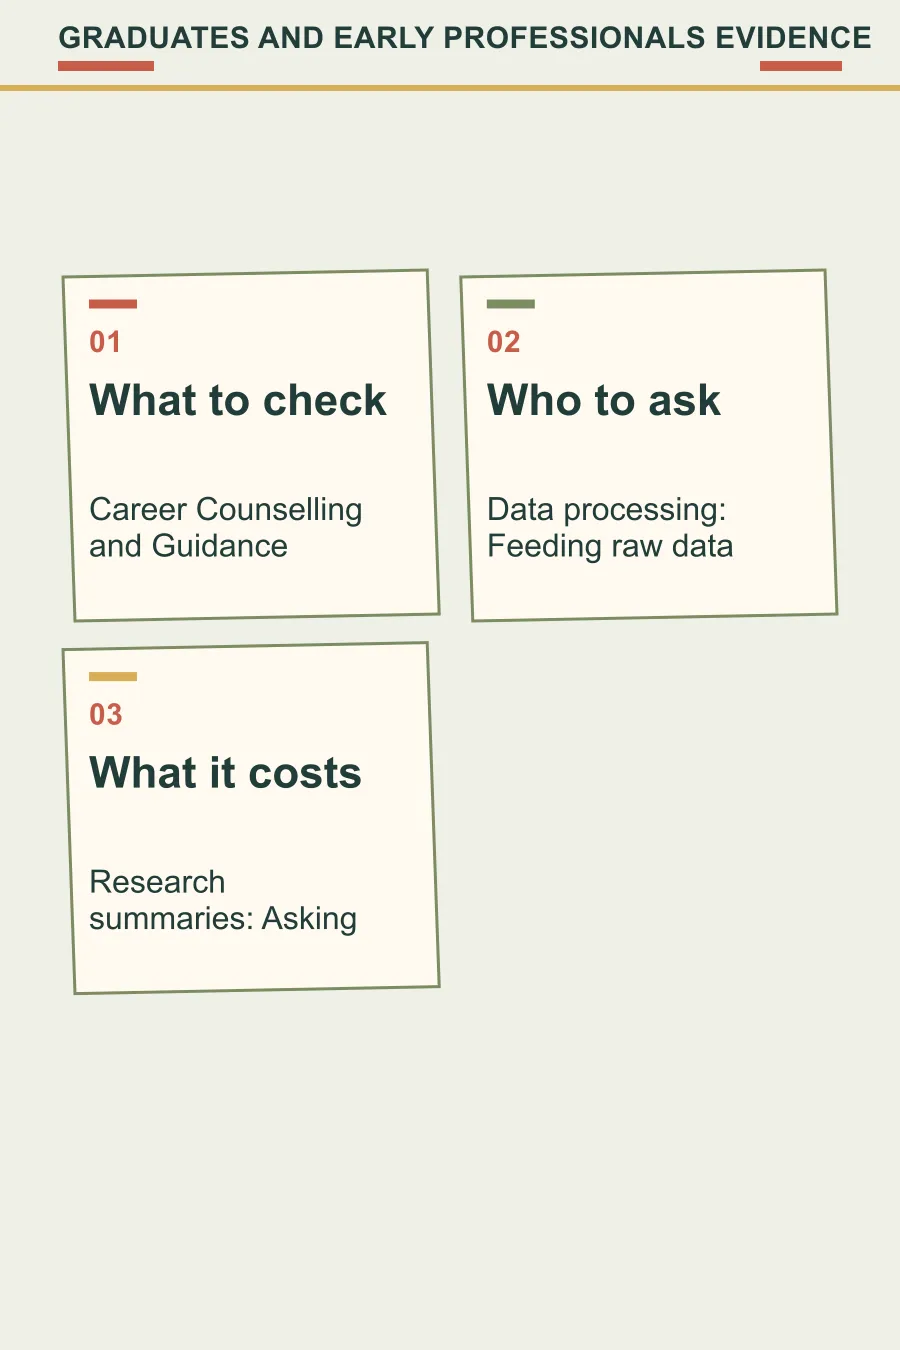 GRADUATES AND EARLY PROFESSIONALS EVIDENCE
01
What to check
Career Counselling
and Guidance
02
Who to ask
Data processing:
Feeding raw data
03
What it costs
Research
summaries: Asking